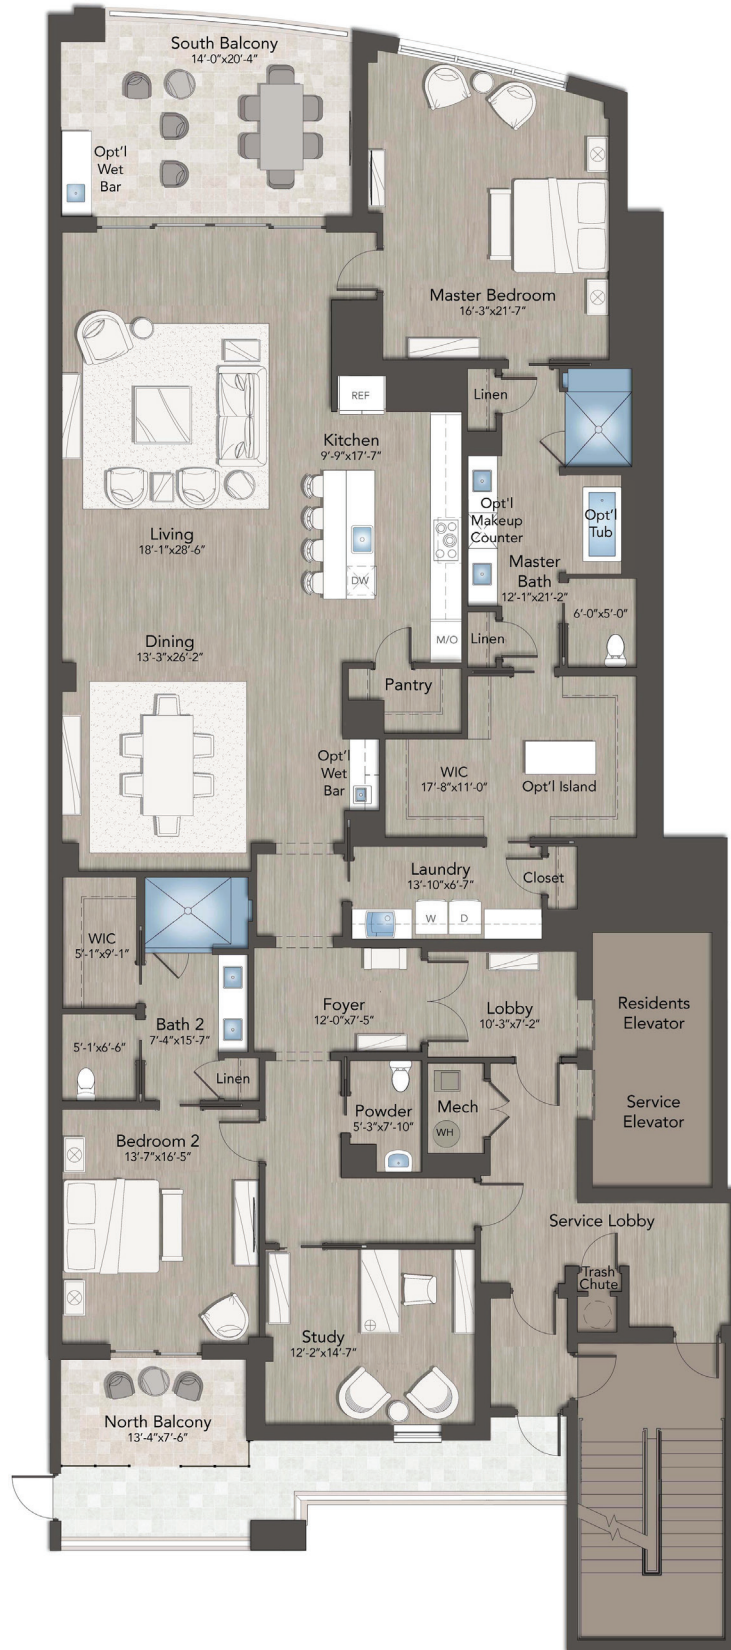 South Balcony
14'-0"x20'-4"
Opt'l
Wet
Bar
Master Bedroom
16'-3"x21'-7"
REF
Linen
Kitchen
9'-9"x17'-7"
Opt'l
Makeup
Counter
Opt'l
Tub
Living
18'-1"x28'-6"
DW
Master
Bath
12'-1"x21'-2"
6'-0"x5'-0"
Dining
13'-3"x26'-2"
M/O
Linen
Pantry
Opt'l
Wet
Bar
WIC
17'-8"x11'-0"
Opt'l Island
Laundry
13'-10"x6'-7"
Closet
W
D
WIC
5'-1"x9'-1"
Foyer
12'-0"x7'-5"
Lobby
10'-3"x7'-2"
Residents
Elevator
Bath 2
7'-4"x15'-7"
5'-1'x6'-6"
Linen
Powder
5'-3"x7'-10"
Mech
WH
Service
Elevator
Bedroom 2
13'-7"x16'-5"
Service Lobby
Trash
Chute
Study
12'-2"x14'-7"
North Balcony
13'-4"x7'-6"